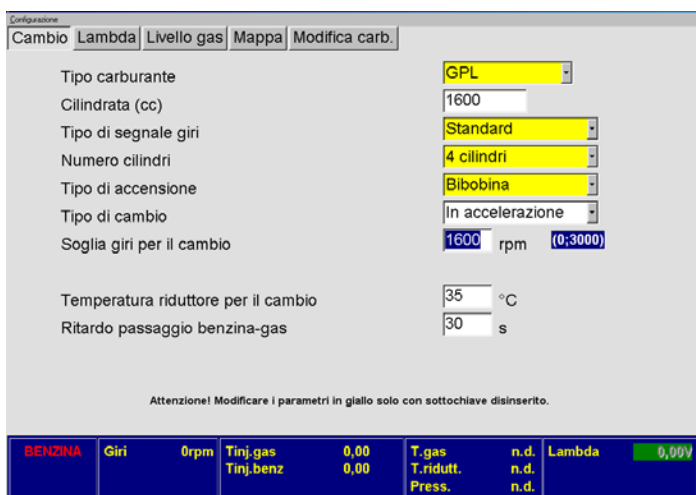 Configurazione
Cambio Lambda Livello gas Mappa Modifica carb.
Tipo carburante GPL
Cilindrata (cc) 1600
Tipo di segnale giri Standard
Numero cilindri 4 cilindri
Tipo di accensione Bibobina
Tipo di cambio In accelerazione
Soglia giri per il cambio 1600 rpm (0;3000)
Temperatura riduttore per il cambio 35 °C
Ritardo passaggio benzina-gas 30 s
Attenzione! Modificare i parametri in giallo solo con sottochiave disinserito.
BENZINA Giri 0rpm Tinj.gas 0,00 T.gas n.d. Lambda 0,00V
Tinj.benz 0,00 T.ridutt. n.d.
Press. n.d.